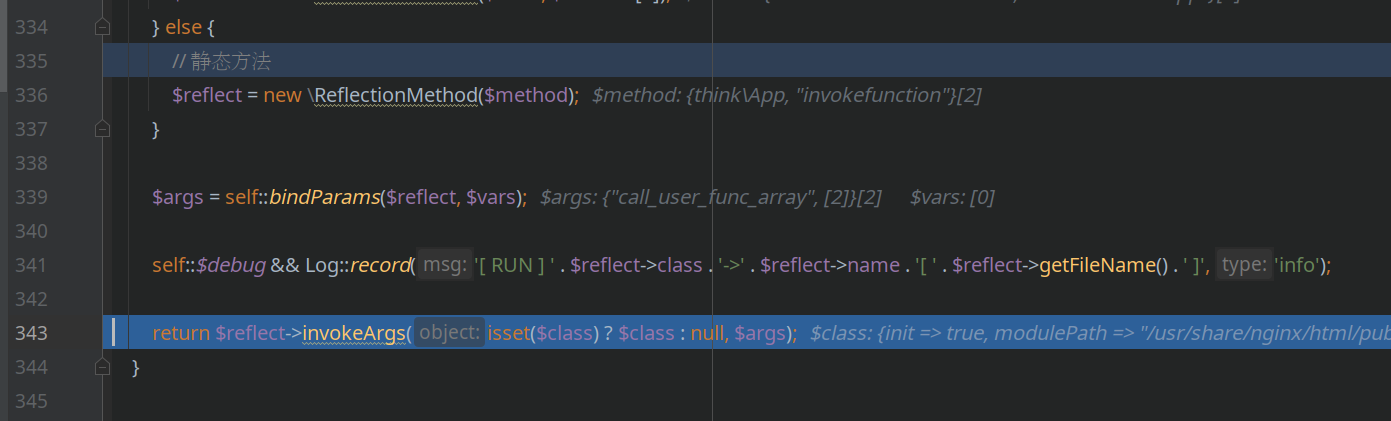 334 } else {
335 // 静态方法
336 $reflect = new \ReflectionMethod($method); $method: {think\App, "invokefunction"}[2]
337 }
338
339 $args = self::bindParams($reflect, $vars); $args: {"call_user_func_array", [2]}[2] $vars: [0]
340
341 self::$debug && Log::record( msg: '[ RUN ] ' . $reflect->class . '->' . $reflect->name . '[ ' . $reflect->getFileName() . ' ]', type: 'info');
342
343 return $reflect->invokeArgs( object: isset($class) ? $class : null, $args); $class: {init => true, modulePath => "/usr/share/nginx/html/pub
344 }
345